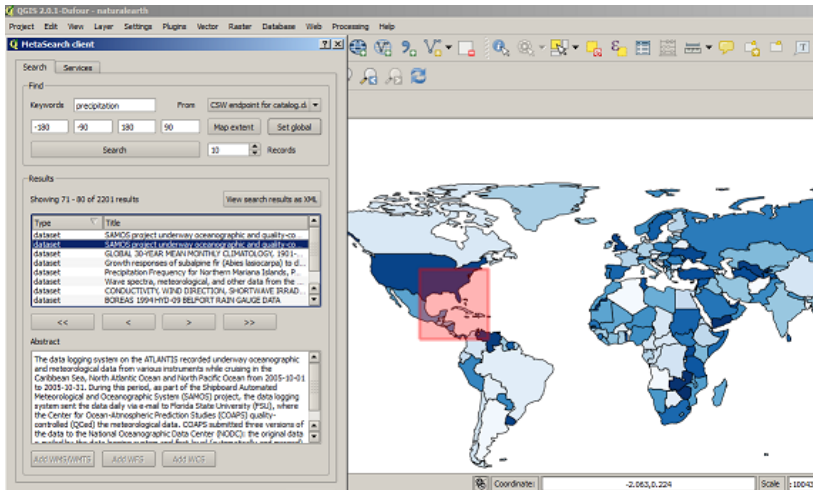 QGIS 2.0.1-Dufour - naturalearth
Project Edit View Layer Settings Plugins Vector Raster Database Web Processing Help
MetaSearch client
Search Services
Find
Keywords precipitation From CSW endpoint for catalog.d
-180 -90 180 90 Map extent Set global
Search 10 Records
Results
Showing 71 - 80 of 2201 results View search results as XML
Type Title
dataset SAMOS project underway oceanographic and quality-co...
dataset SAMOS project underway oceanographic and quality-co
dataset GLOBAL 30-YEAR MEAN MONTHLY CLIMATOLOGY, 1901-...
dataset Growth responses of subalpine fir (Abies lasiocarpa) to d...
dataset Precipitation Frequency for Northern Mariana Islands, P...
dataset Wave spectra, meteorological, and other data from the ...
dataset CONDUCTIVITY, WIND DIRECTION, SHORTWAVE IRRAD...
dataset BOREAS 1994 HYD-09 BELFORT RAIN GAUGE DATA
<< < > >>
Abstract
The data logging system on the ATLANTIS recorded underway oceanographic
and meteorological data from various instruments while cruising in the
Caribbean Sea, North Atlantic Ocean and North Pacific Ocean from 2005-10-01
to 2005-10-31. During this period, as part of the Shipboard Automated
Meteorological and Oceanographic System (SAMOS) project, the data logging
system sent the data daily via e-mail to Florida State University (FSU), where
the Center for Ocean-Atmospheric Prediction Studies (COAPS) quality-
controlled (QCed) the meteorological data. COAPS submitted three versions of
the data to the National Oceanographic Data Center (NODC): the original data
Add WMS/WMTS Add WFS Add WCS
Coordinate: -2.063,0.224 Scale :10043